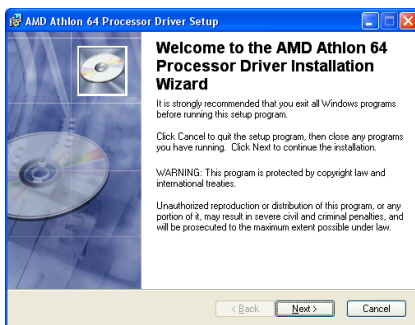 AMD Athlon 64 Processor Driver Setup
Welcome to the AMD Athlon 64
Processor Driver Installation
Wizard
It is strongly recommended that you exit all Windows programs
before running this setup program.
Click Cancel to quit the setup program, then close any programs
you have running. Click Next to continue the installation.
WARNING: This program is protected by copyright law and
international treaties.
Unauthorized reproduction or distribution of this program, or any
portion of it, may result in severe civil and criminal penalties, and
will be prosecuted to the maximum extent possible under law.
< Back Next > Cancel